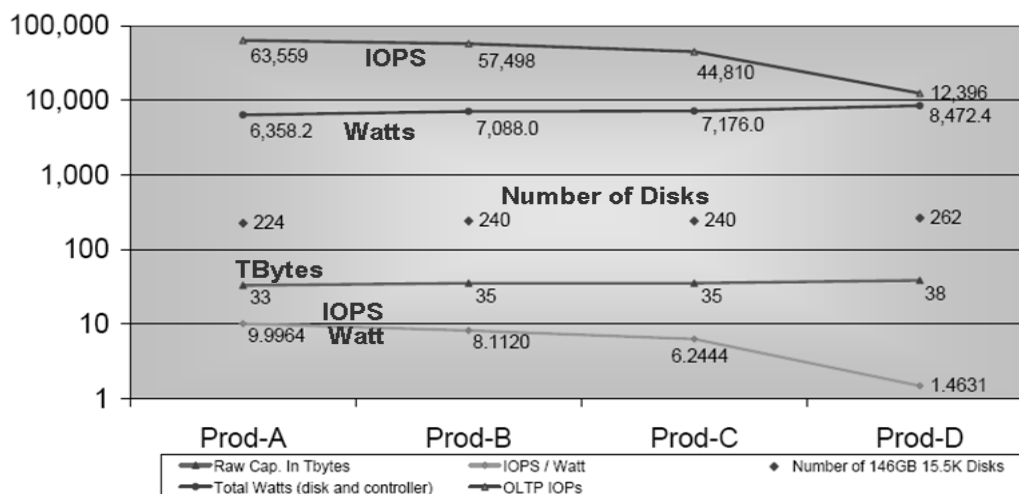 100,000
63,559
IOPS
57,498
44,810
12,396
10,000
6,358.2
Watts
7,088.0
7,176.0
8,472.4
1,000
Number of Disks
224
240
240
262
100
TBytes
33
35
35
38
IOPS
Watt
10
9.9964
8.1120
6.2444
1.4631
1
Prod-A Prod-B Prod-C Prod-D
Raw Cap. In Tbytes IOPS / Watt Number of 146GB 15.5K Disks
Total Watts (disk and controller) OLTP IOPs